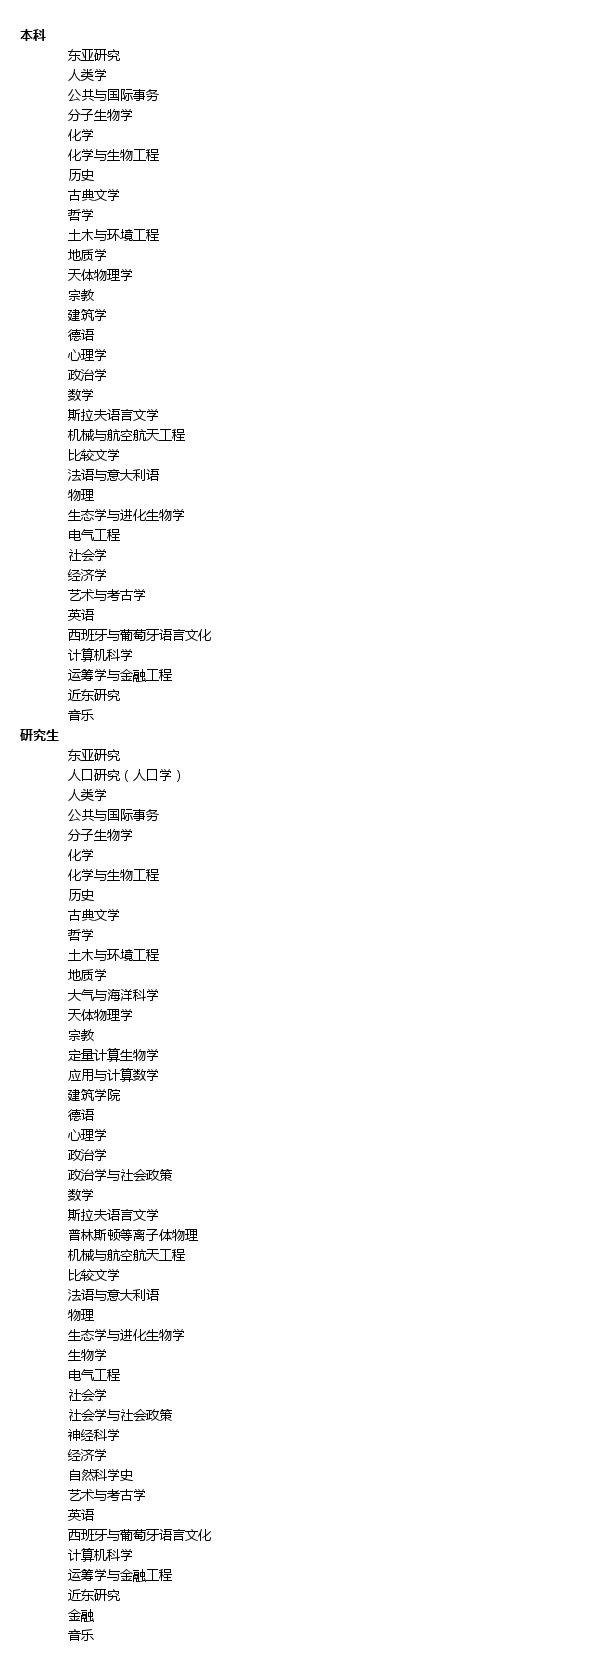 本科
东亚研究
人类学
公共与国际事务
分子生物学
化学
化学与生物工程
历史
古典文学
哲学
土木与环境工程
地质学
天体物理学
宗教
建筑学
德语
心理学
政治学
数学
斯拉夫语言文学
机械与航空航天工程
比较文学
法语与意大利语
物理
生态学与进化生物学
电气工程
社会学
经济学
艺术与考古学
英语
西班牙与葡萄牙语言文化
计算机科学
运筹学与金融工程
近东研究
音乐
研究生
东亚研究
人口研究（人口学）
人类学
公共与国际事务
分子生物学
化学
化学与生物工程
历史
古典文学
哲学
土木与环境工程
地质学
大气与海洋科学
天体物理学
宗教
定量计算生物学
应用与计算数学
建筑学院
德语
心理学
政治学
政治学与社会政策
数学
斯拉夫语言文学
普林斯顿等离子体物理
机械与航空航天工程
比较文学
法语与意大利语
物理
生态学与进化生物学
生物学
电气工程
社会学
社会学与社会政策
神经科学
经济学
自然科学史
艺术与考古学
英语
西班牙与葡萄牙语言文化
计算机科学
运筹学与金融工程
近东研究
金融
音乐